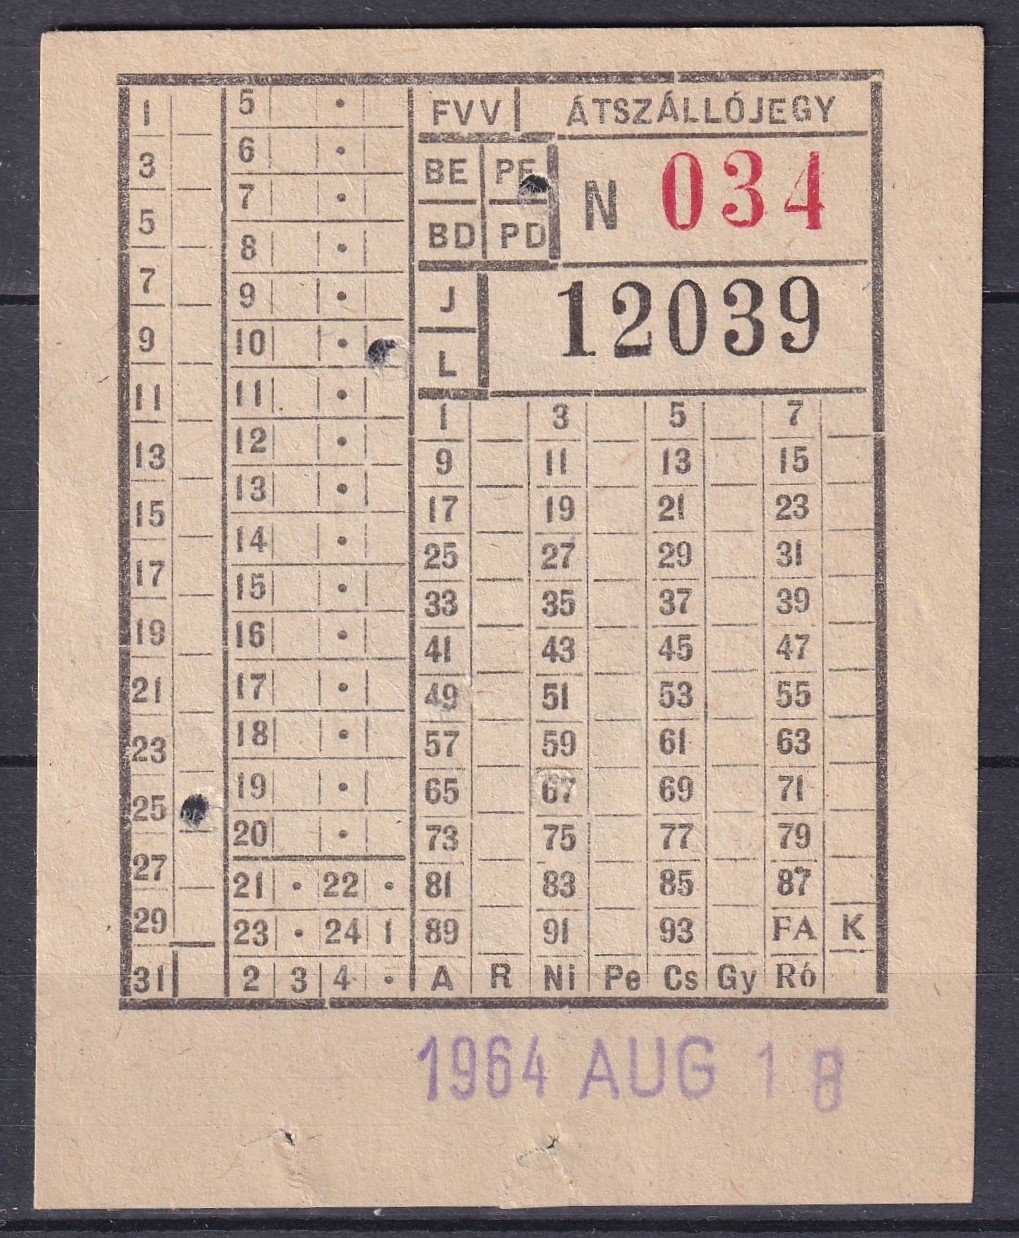 FVV ÁTSZÁLLÓJEGY
BE PE N 034
BD PD
J 12039
L
1
3
5
7
9
11
13
15
17
19
21
23
25
27
29
31
5 •
6 •
7 •
8 •
9 •
10 •
11 •
12 •
13 •
14 •
15 •
16 •
17 •
18 •
19 •
20 •
21 • 22 •
23 • 24 1
2 3 4 •
1 3 5 7
9 11 13 15
17 19 21 23
25 27 29 31
33 35 37 39
41 43 45 47
49 51 53 55
57 59 61 63
65 67 69 71
73 75 77 79
81 83 85 87
89 91 93 FA K
A R Ni Pe Cs Gy Ró
1964 AUG 18